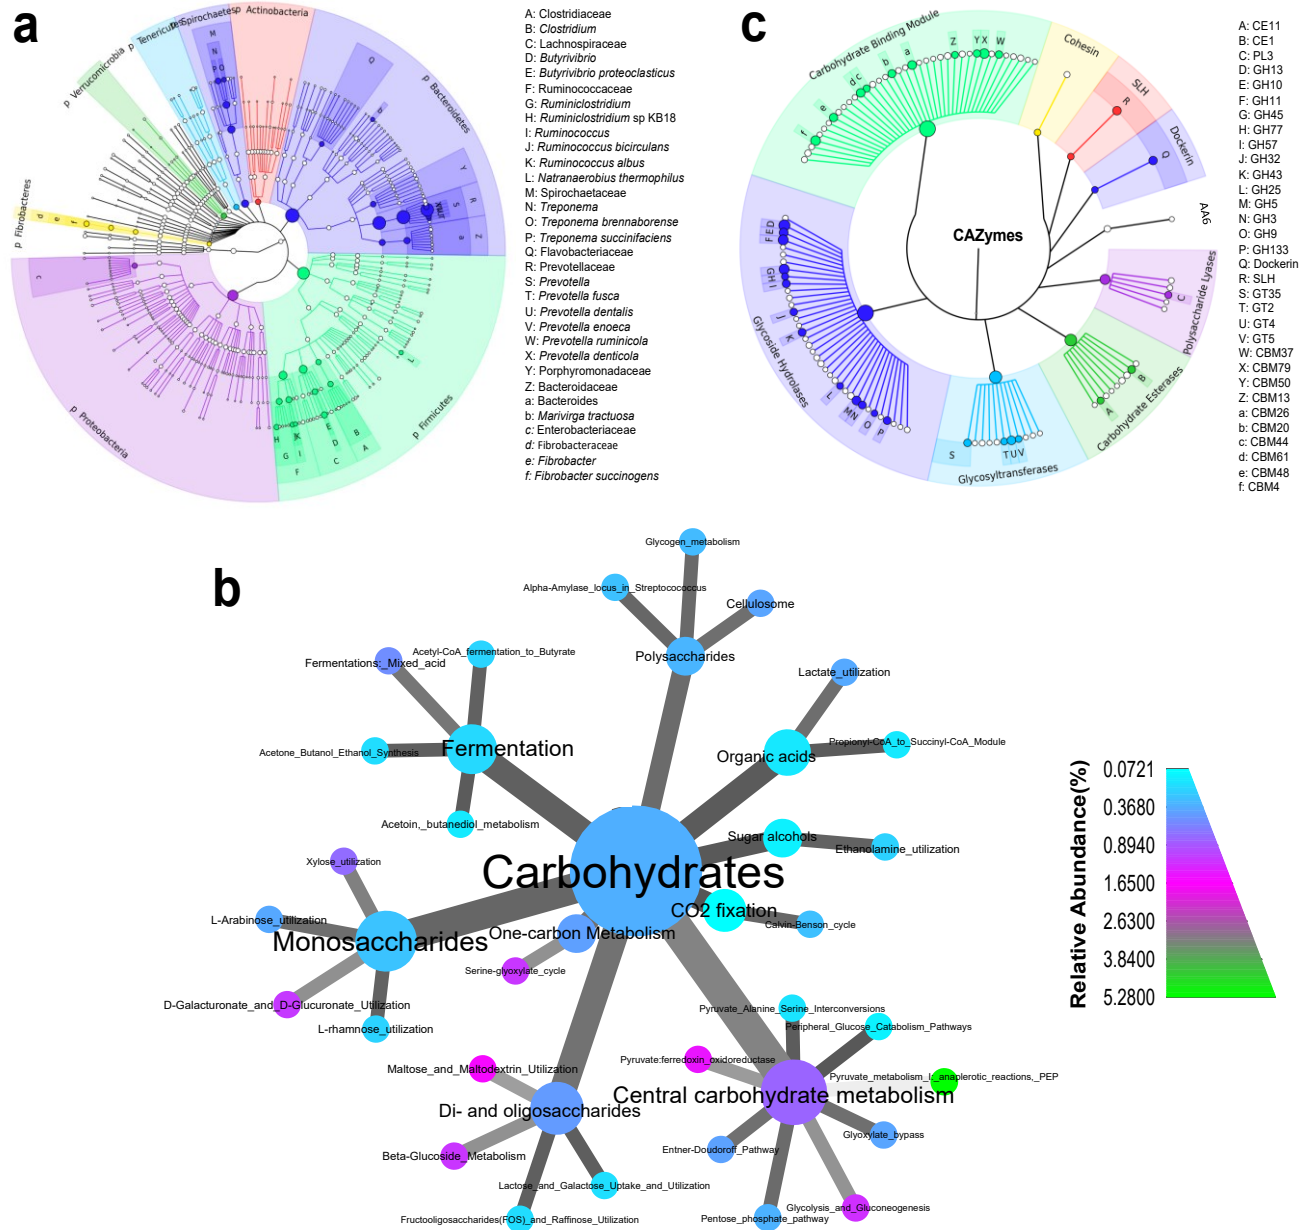 a
p Verrucomicrobia
p Tenericutes
p Spirochaetes
p Actinobacteria
p Bacteroidetes
p Fibrobacteres
p Proteobacteria
p Firmicutes
M
N
P O
Q
Y
R
S
Z
a
d e f
c
L
H
K
E
B
G I
D
A
F
C
A: Clostridiaceae
B: Clostridium
C: Lachnospiraceae
D: Butyrivibrio
E: Butyrivibrio proteoclasticus
F: Ruminococcaceae
G: Ruminiclostridium
H: Ruminiclostridium sp KB18
I: Ruminococcus
J: Ruminococcus bicirculans
K: Ruminococcus albus
L: Natranaerobius thermophilus
M: Spirochaetaceae
N: Treponema
O: Treponema brennaborense
P: Treponema succinifaciens
Q: Flavobacteriaceae
R: Prevotellaceae
S: Prevotella
T: Prevotella fusca
U: Prevotella dentalis
V: Prevotella enoeca
W: Prevotella ruminicola
X: Prevotella denticola
Y: Porphyromonadaceae
Z: Bacteroidaceae
a: Bacteroides
b: Marivirga tractuosa
c: Enterobacteriaceae
d: Fibrobacteraceae
e: Fibrobacter
f: Fibrobacter succinogens
c
Carbohydrate Binding Module
Cohesin
SLH
Dockerin
AA6
Polysaccharide Lyases
Carbohydrate Esterases
Glycosyltransferases
Glycoside Hydrolases
CAZymes
f
e
d c
b
a
Z
Y X
W
R
Q
C
B
A
T U V
S
F E D
G H I
J
K
L
M N
O
P
A: CE11
B: CE1
C: PL3
D: GH13
E: GH10
F: GH11
G: GH45
H: GH77
I: GH57
J: GH32
K: GH43
L: GH25
M: GH5
N: GH3
O: GH9
P: GH133
Q: Dockerin
R: SLH
S: GT35
T: GT2
U: GT4
V: GT5
W: CBM37
X: CBM79
Y: CBM50
Z: CBM13
a: CBM26
b: CBM20
c: CBM44
d: CBM61
e: CBM48
f: CBM4
b
Glycogen_metabolism
Alpha-Amylase_locus_in_Streptocococcus
Cellulosome
Polysaccharides
Acetyl-CoA_fermentation_to_Butyrate
Fermentations:_Mixed_acid
Acetone_Butanol_Ethanol_Synthesis
Fermentation
Acetoin,_butanediol_metabolism
Lactate_utilization
Propionyl-CoA_to_Succinyl-CoA_Module
Organic acids
Sugar alcohols
Ethanolamine_utilization
Carbohydrates
CO2 fixation
Calvin-Benson_cycle
Xylose_utilization
L-Arabinose_utilization
Monosaccharides
D-Galacturonate_and_D-Glucuronate_Utilization
L-rhamnose_utilization
One-carbon Metabolism
Serine-glyoxylate_cycle
Maltose_and_Maltodextrin_Utilization
Di- and oligosaccharides
Beta-Glucoside_Metabolism
Lactose_and_Galactose_Uptake_and_Utilization
Fructooligosaccharides(FOS)_and_Raffinose_Utilization
Pyruvate_Alanine_Serine_Interconversions
Peripheral_Glucose_Catabolism_Pathways
Pyruvate:ferredoxin_oxidoreductase
Pyruvate_metabolism_I:_anaplerotic_reactions,_PEP
Central carbohydrate metabolism
Entner-Doudoroff_Pathway
Glyoxylate_bypass
Glycolysis_and_Gluconeogenesis
Pentose_phosphate_pathway
Relative Abundance(%)
0.0721
0.3680
0.8940
1.6500
2.6300
3.8400
5.2800